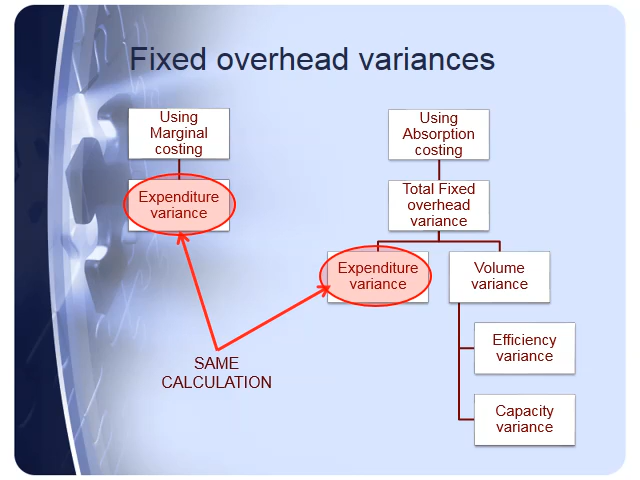 Fixed overhead variances
Using
Marginal
costing
Expenditure
variance
Using
Absorption
costing
Total Fixed
overhead
variance
Expenditure
variance
Volume
variance
Efficiency
variance
Capacity
variance
SAME
CALCULATION